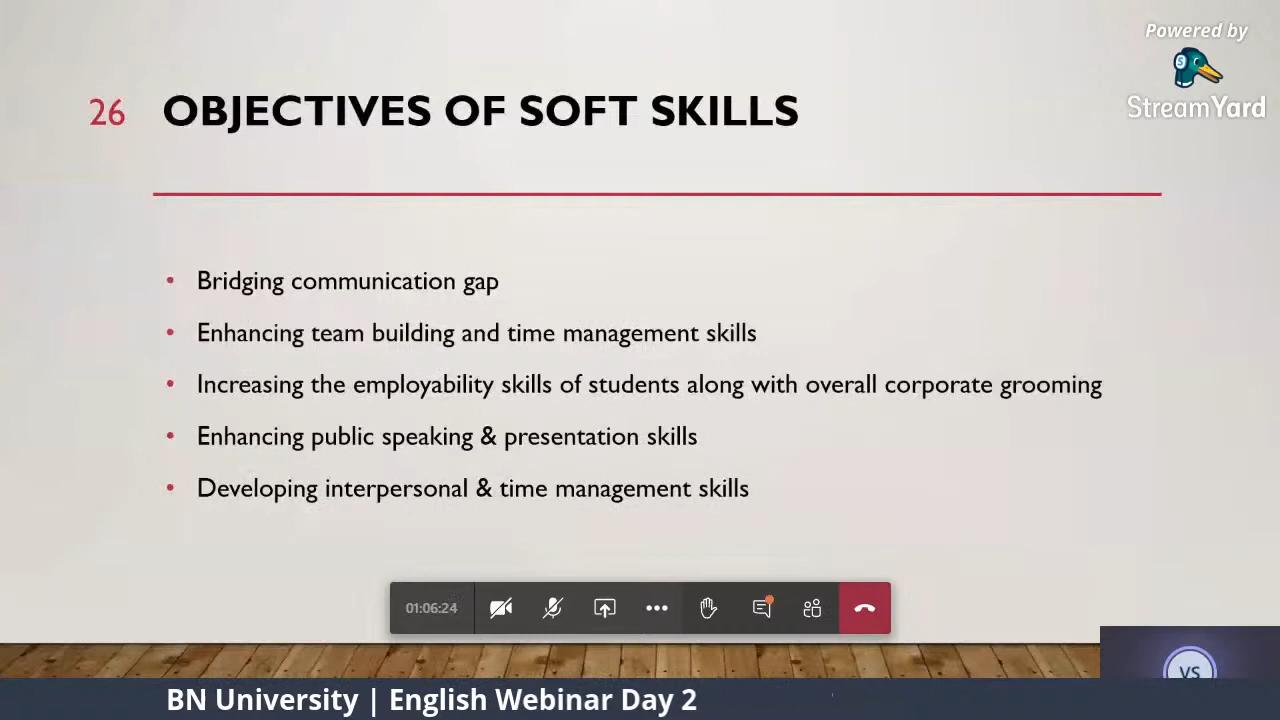 Powered by
StreamYard
26 OBJECTIVES OF SOFT SKILLS
• Bridging communication gap
• Enhancing team building and time management skills
• Increasing the employability skills of students along with overall corporate grooming
• Enhancing public speaking & presentation skills
• Developing interpersonal & time management skills
01:06:24
VS
BN University | English Webinar Day 2